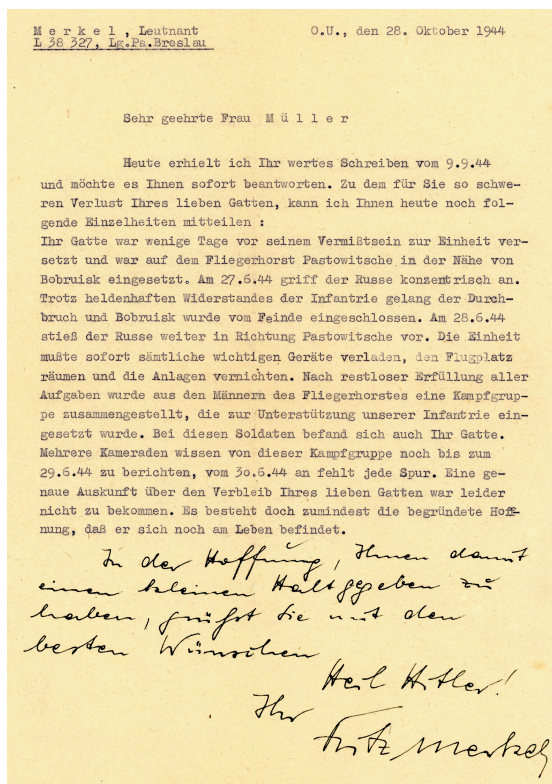 M e r k e l , Leutnant O.U., den 28. Oktober 1944
L 38 327, Lg.Pa.Breslau
Sehr geehrte Frau M ü l l e r
Heute erhielt ich Ihr wertes Schreiben vom 9.9.44
und möchte es Ihnen sofort beantworten. Zu dem für Sie so schwe-
ren Verlust Ihres lieben Gatten, kann ich Ihnen heute noch fol-
gende Einzelheiten mitteilen :
Ihr Gatte war wenige Tage vor seinem Vermißtsein zur Einheit ver-
setzt und war auf dem Fliegerhorst Pastowitsche in der Nähe von
Bobruisk eingesetzt. Am 27.6.44 griff der Russe konzentrisch an.
Trotz heldenhaften Widerstandes der Infantrie gelang der Durch-
bruch und Bobruisk wurde vom Feinde eingeschlossen. Am 28.6.44
stieß der Russe weiter in Richtung Pastowitsche vor. Die Einheit
mußte sofort sämtliche wichtigen Geräte verladen, den Flugplatz
räumen und die Anlagen vernichten. Nach restloser Erfüllung aller
Aufgaben wurde aus den Männern des Fliegerhorstes eine Kampfgrup-
pe zusammengestellt, die zur Unterstützung unserer Infantrie ein-
gesetzt wurde. Bei diesen Soldaten befand sich auch Ihr Gatte.
Mehrere Kameraden wissen von dieser Kampfgruppe noch bis zum
29.6.44 zu berichten, vom 30.6.44 an fehlt jede Spur. Eine ge-
naue Auskunft über den Verbleib Ihres lieben Gatten war leider
nicht zu bekommen. Es besteht doch zumindest die begründete Hoff-
nung, daß er sich noch am Leben befindet.
In der Hoffnung, Ihnen damit
einen kleinen Halt gegeben zu
haben, grüßt Sie mit den
besten Wünschen
Heil Hitler!
Ihr
Fritz Merkel